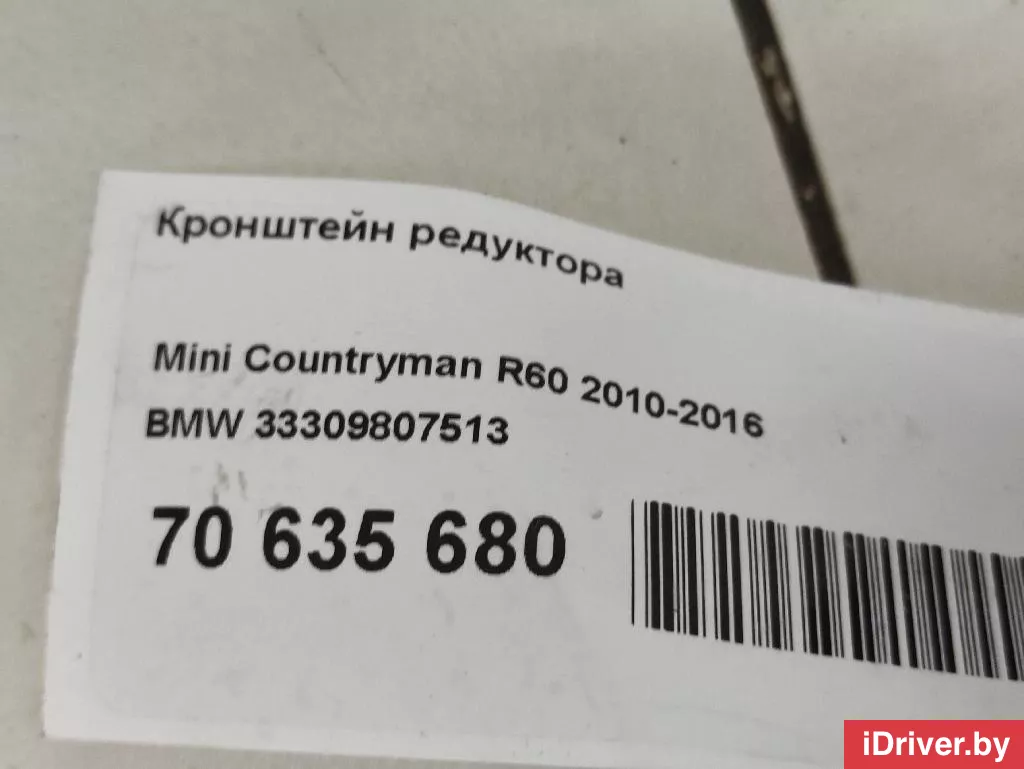 Кронштейн редуктора
Mini Countryman R60 2010-2016
BMW 33309807513
70 635 680
iDriver.by